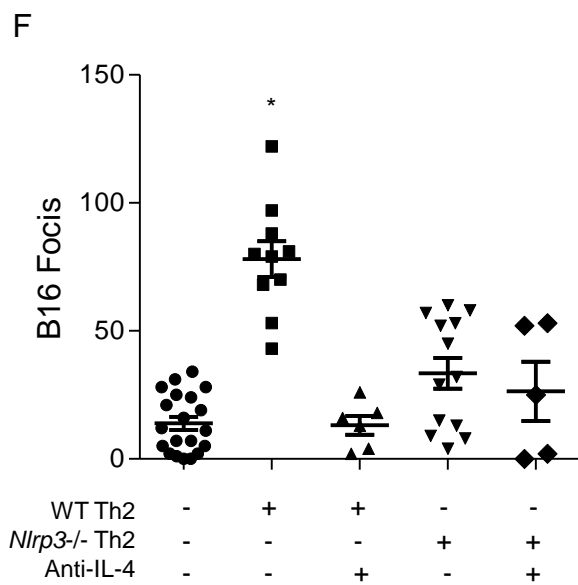 F
*
150
100
50
0
B16 Focis
WT Th2 - + + - -
Nlrp3-/- Th2 - - - + +
Anti-IL-4 - - + - +